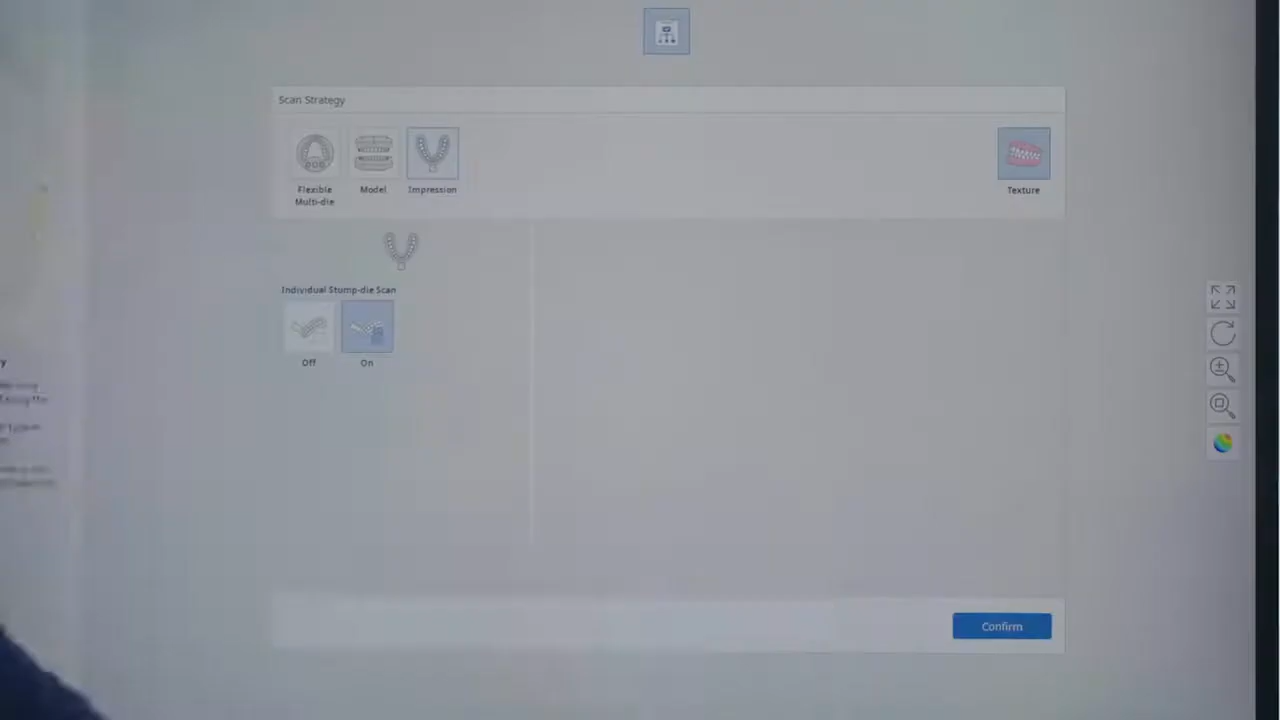 Scan Strategy
Flexible
Multi-die
Model
Impression
Texture
Individual Stump-die Scan
Off
On
Confirm